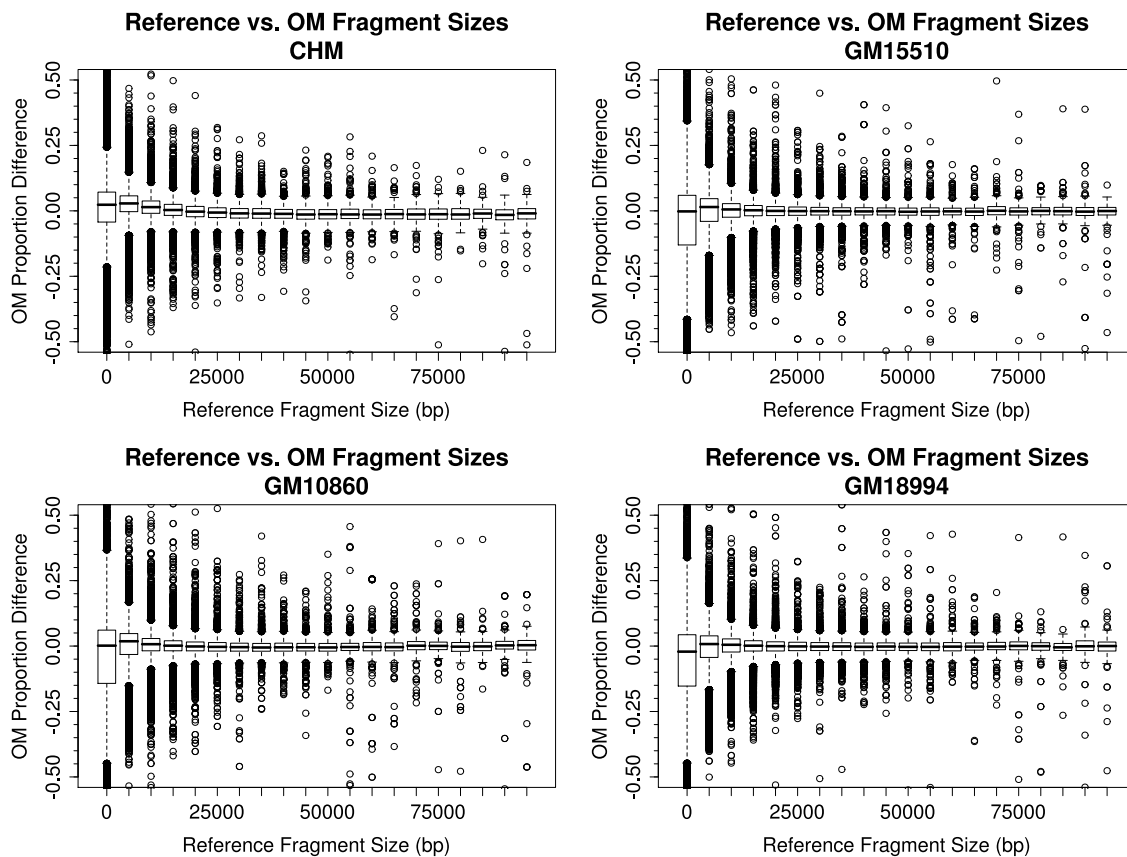 Reference vs. OM Fragment Sizes
CHM
OM Proportion Difference
0.50
0.25
0.00
-0.25
-0.50
0 25000 50000 75000
Reference Fragment Size (bp)
Reference vs. OM Fragment Sizes
GM15510
OM Proportion Difference
0.50
0.25
0.00
-0.25
-0.50
0 25000 50000 75000
Reference Fragment Size (bp)
Reference vs. OM Fragment Sizes
GM10860
OM Proportion Difference
0.50
0.25
0.00
-0.25
-0.50
0 25000 50000 75000
Reference Fragment Size (bp)
Reference vs. OM Fragment Sizes
GM18994
OM Proportion Difference
0.50
0.25
0.00
-0.25
-0.50
0 25000 50000 75000
Reference Fragment Size (bp)